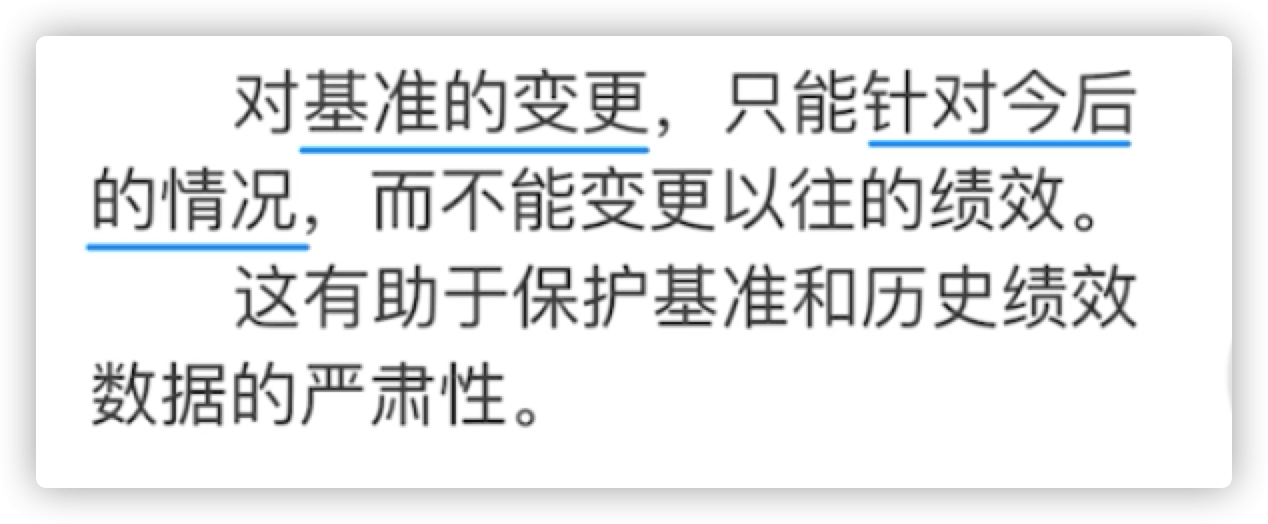 对基准的变更，只能针对今后
的情况，而不能变更以往的绩效。
这有助于保护基准和历史绩效
数据的严肃性。